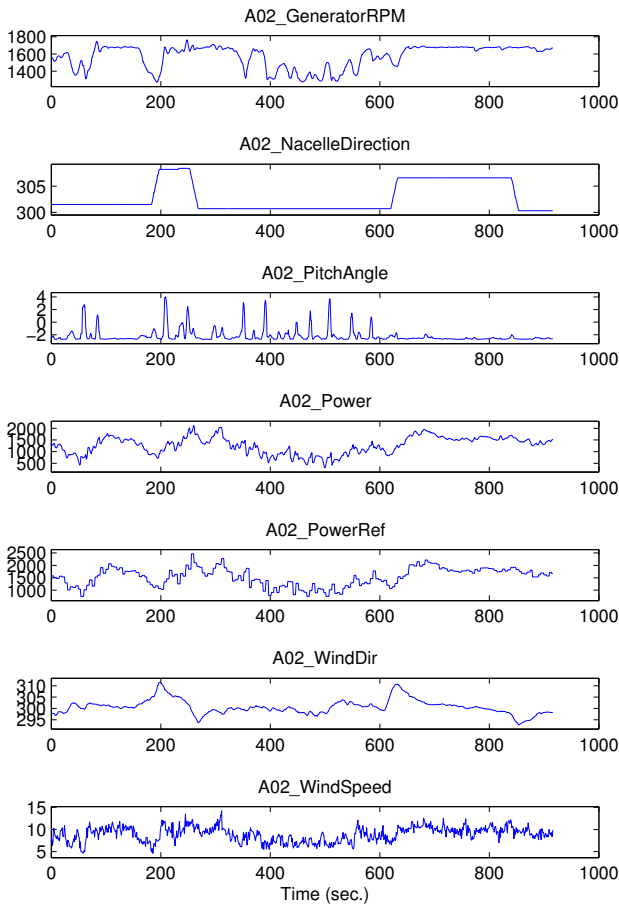 A02_GeneratorRPM
1800
1600
1400
0 200 400 600 800 1000
A02_NacelleDirection
305
300
0 200 400 600 800 1000
A02_PitchAngle
4
2
0
−2
0 200 400 600 800 1000
A02_Power
2000
1500
1000
500
0 200 400 600 800 1000
A02_PowerRef
2500
2000
1500
1000
0 200 400 600 800 1000
A02_WindDir
310
305
300
295
0 200 400 600 800 1000
A02_WindSpeed
15
10
5
0 200 400 600 800 1000
Time (sec.)